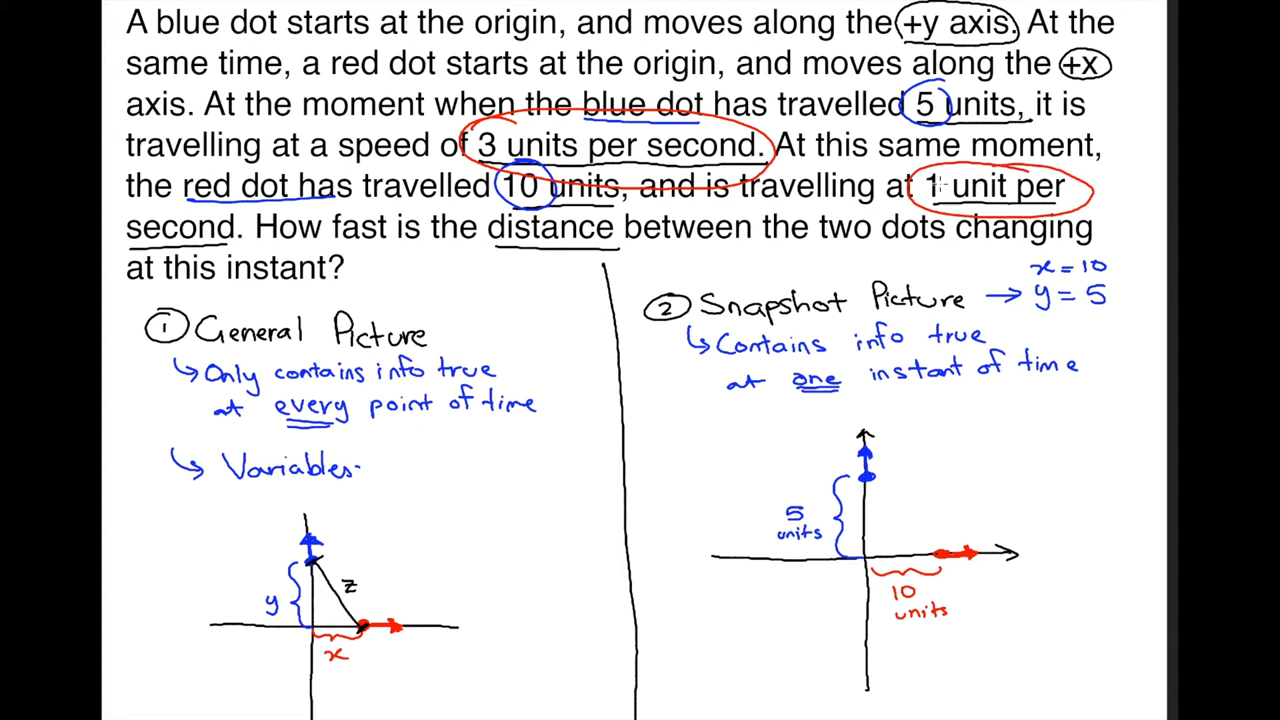 A blue dot starts at the origin, and moves along the +y axis. At the
same time, a red dot starts at the origin, and moves along the +x
axis. At the moment when the blue dot has travelled 5 units, it is
travelling at a speed of 3 units per second. At this same moment,
the red dot has travelled 10 units, and is travelling at 1 unit per
second. How fast is the distance between the two dots changing
at this instant?
① General Picture
↳ Only contains info true
at every point of time
↳ Variables.
y
z
x
② Snapshot Picture → x = 10
y = 5
↳ Contains info true
at one instant of time
5
units
10
units